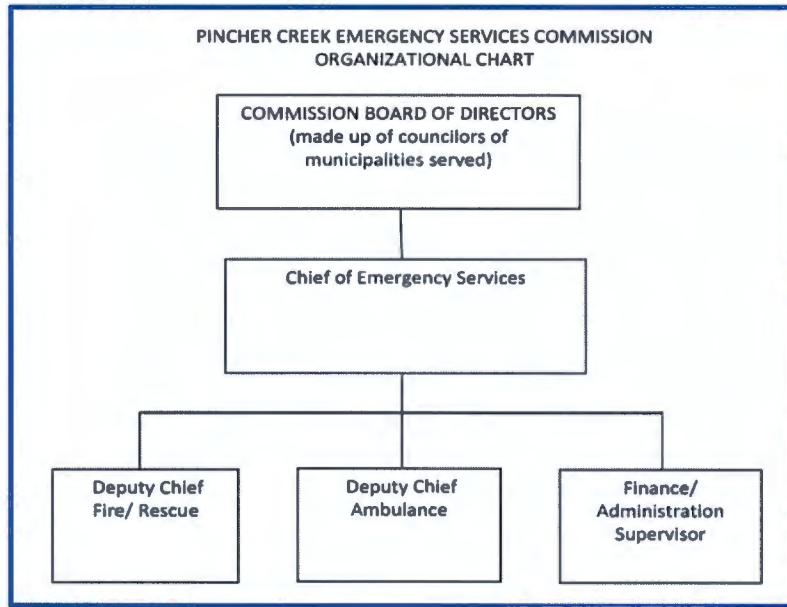 PINCHER CREEK EMERGENCY SERVICES COMMISSION
ORGANIZATIONAL CHART
COMMISSION BOARD OF DIRECTORS
(made up of councilors of
municipalities served)
Chief of Emergency Services
Deputy Chief
Fire/ Rescue
Deputy Chief
Ambulance
Finance/
Administration
Supervisor